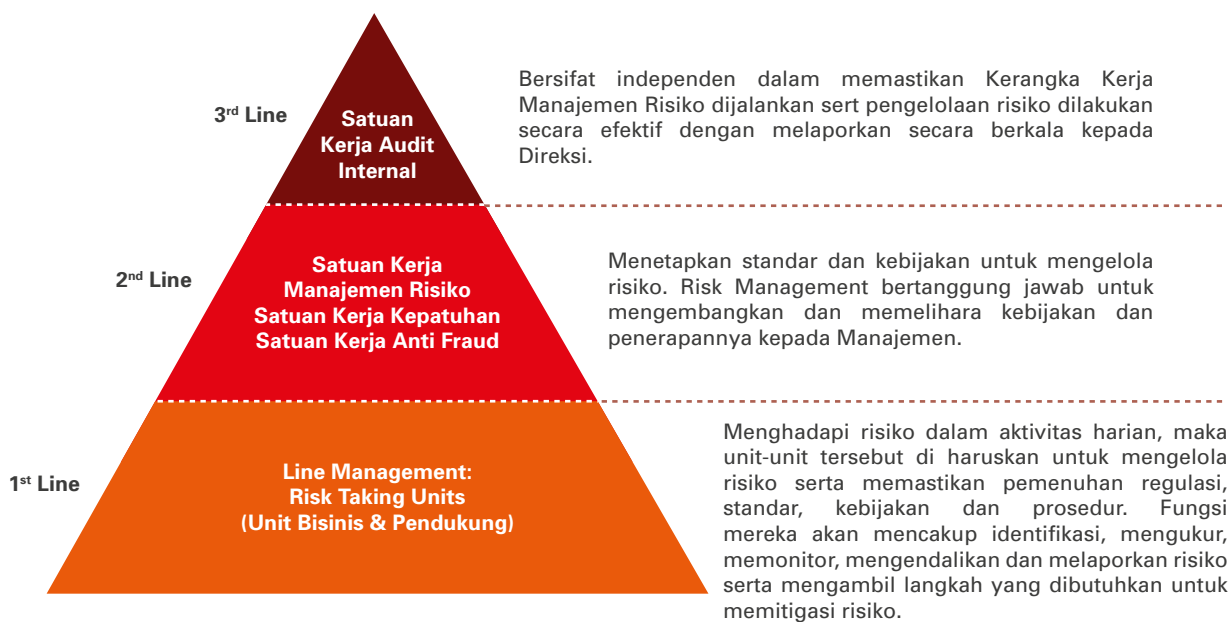 3rd Line
Satuan
Kerja Audit
Internal
Bersifat independen dalam memastikan Kerangka Kerja
Manajemen Risiko dijalankan sert pengelolaan risiko dilakukan
secara efektif dengan melaporkan secara berkala kepada
Direksi.
2nd Line
Satuan Kerja
Manajemen Risiko
Satuan Kerja Kepatuhan
Satuan Kerja Anti Fraud
Menetapkan standar dan kebijakan untuk mengelola
risiko. Risk Management bertanggung jawab untuk
mengembangkan dan memelihara kebijakan dan
penerapannya kepada Manajemen.
1st Line
Line Management:
Risk Taking Units
(Unit Bisinis & Pendukung)
Menghadapi risiko dalam aktivitas harian, maka
unit-unit tersebut di haruskan untuk mengelola
risiko serta memastikan pemenuhan regulasi,
standar, kebijakan dan prosedur. Fungsi
mereka akan mencakup identifikasi, mengukur,
memonitor, mengendalikan dan melaporkan risiko
serta mengambil langkah yang dibutuhkan untuk
memitigasi risiko.